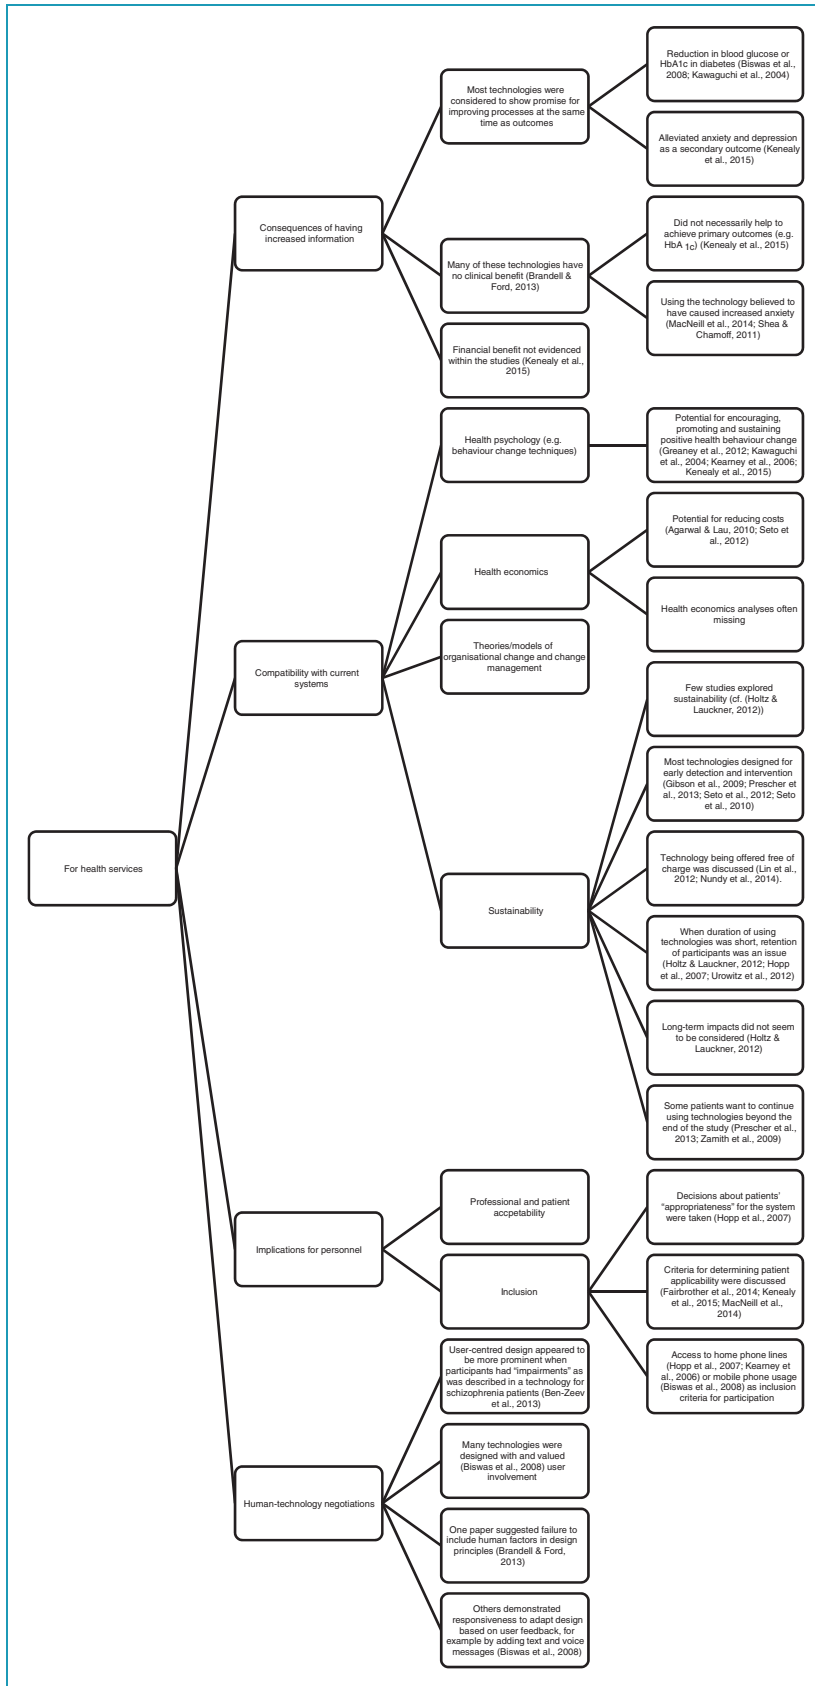 Reduction in blood glucose or
HbA1c in diabetes (Biswas et al.,
2008; Kawaguchi et al., 2004)
Most technologies were
considered to show promise for
improving processes at the same
time as outcomes
Alleviated anxiety and depression
as a secondary outcome (Kenealy
et al., 2015)
Consequences of having
increased information
Did not necessarily help to
achieve primary outcomes (e.g.
HbA 1c) (Kenealy et al., 2015)
Many of these technologies have
no clinical benefit (Brandell &
Ford, 2013)
Using the technology believed to
have caused increased anxiety
(MacNeill et al., 2014; Shea &
Chamoff, 2011)
Financial benefit not evidenced
within the studies (Kenealy et al.,
2015)
Health psychology (e.g.
behaviour change techniques)
Potential for encouraging,
promoting and sustaining
positive health behaviour change
(Greaney et al., 2012; Kawaguchi
et al., 2004; Kearney et al., 2006;
Kenealy et al., 2015)
Potential for reducing costs
(Agarwal & Lau, 2010; Seto et
al., 2012)
Health economics
Health economics analyses often
missing
Compatibility with current
systems
Theories/models of
organisational change and change
management
Few studies explored
sustainability (cf. (Holtz &
Lauckner, 2012))
Most technologies designed for
early detection and intervention
(Gibson et al., 2009; Prescher et
al., 2013; Seto et al., 2012; Seto
et al., 2010)
For health services
Technology being offered free of
charge was discussed (Lin et al.,
2012; Nundy et al., 2014).
Sustainability
When duration of using
technologies was short, retention
of participants was an issue
(Holtz & Lauckner, 2012; Hopp
et al., 2007; Urowitz et al., 2012)
Long-term impacts did not seem
to be considered (Holtz &
Lauckner, 2012)
Some patients want to continue
using technologies beyond the
end of the study (Prescher et al.,
2013; Zamith et al., 2009)
Professional and patient
accpetability
Implications for personnel
Decisions about patients'
“appropriateness” for the system
were taken (Hopp et al., 2007)
Inclusion
Criteria for determining patient
applicability were discussed
(Fairbrother et al., 2014; Kenealy
et al., 2015; MacNeill et al.,
2014)
Access to home phone lines
(Hopp et al., 2007; Kearney et
al., 2006) or mobile phone usage
(Biswas et al., 2008) as inclusion
criteria for participation
User-centred design appeared to
be more prominent when
participants had “impairments” as
was described in a technology for
schizophrenia patients (Ben-Zeev
et al., 2013)
Many technologies were
designed with and valued
(Biswas et al., 2008) user
involvement
Human-technology negotiations
One paper suggested failure to
include human factors in design
principles (Brandell & Ford,
2013)
Others demonstrated
responsiveness to adapt design
based on user feedback, for
example by adding text and voice
messages (Biswas et al., 2008)